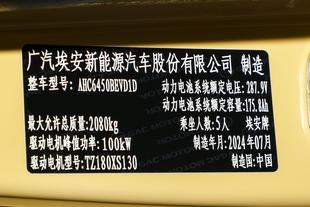 广汽埃安新能源汽车股份有限公司 制造
整车型号:AHC6450BEVD1D 动力电池系统额定电压:287.9V
动力电池系统额定容量:175.8Ah
最大允许总质量:2080kg 乘坐人数:5人 埃安牌
驱动电机峰值功率:100kW 制造年月:2024年07月
驱动电机型号:TZ180XS130 制造国:中国